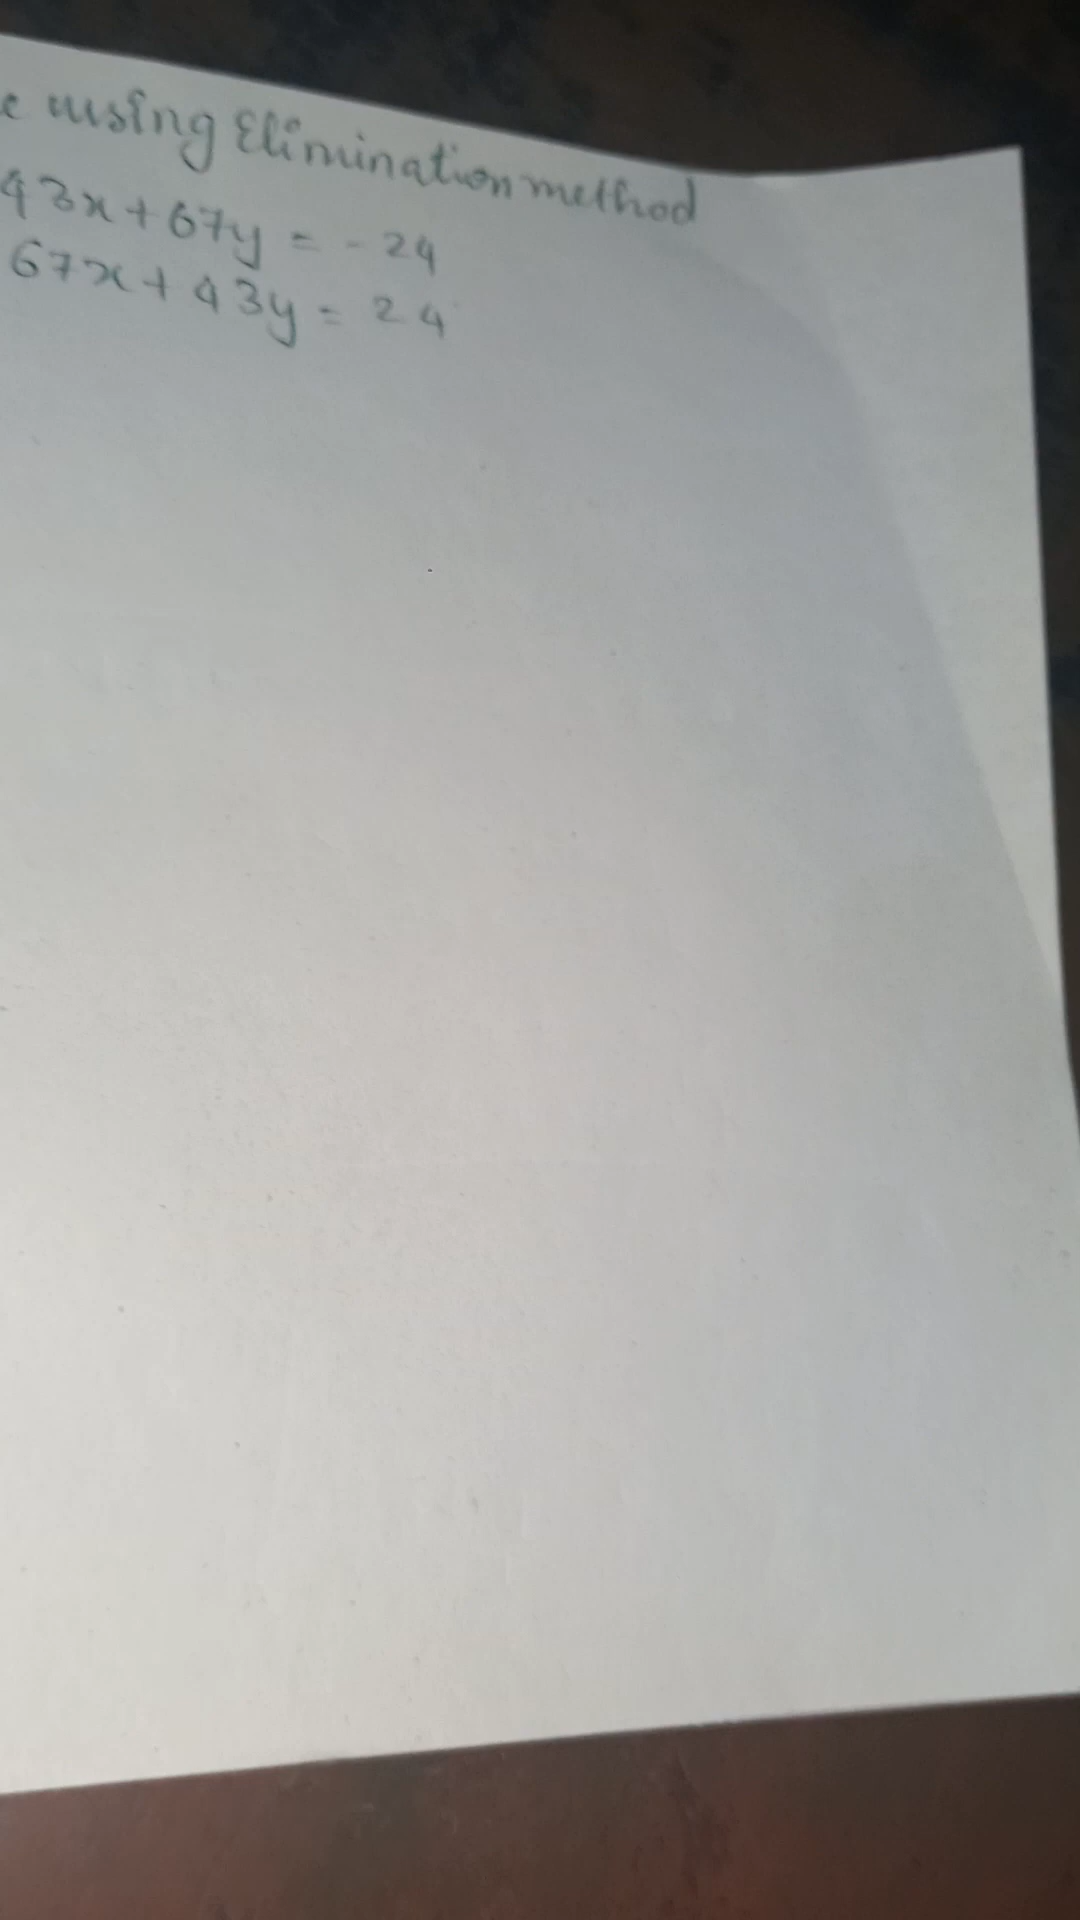 e using Elimination method
43x + 67y = - 24
67x + 43y = 24